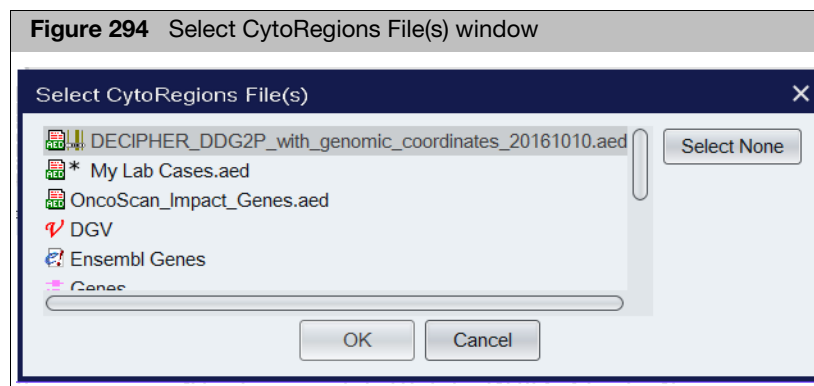 Figure 294 Select CytoRegions File(s) window
Select CytoRegions File(s)
DECIPHER_DDG2P_with_genomic_coordinates_20161010.aed
* My Lab Cases.aed
OncoScan_Impact_Genes.aed
DGV
Ensembl Genes
Genes
Select None
OK
Cancel